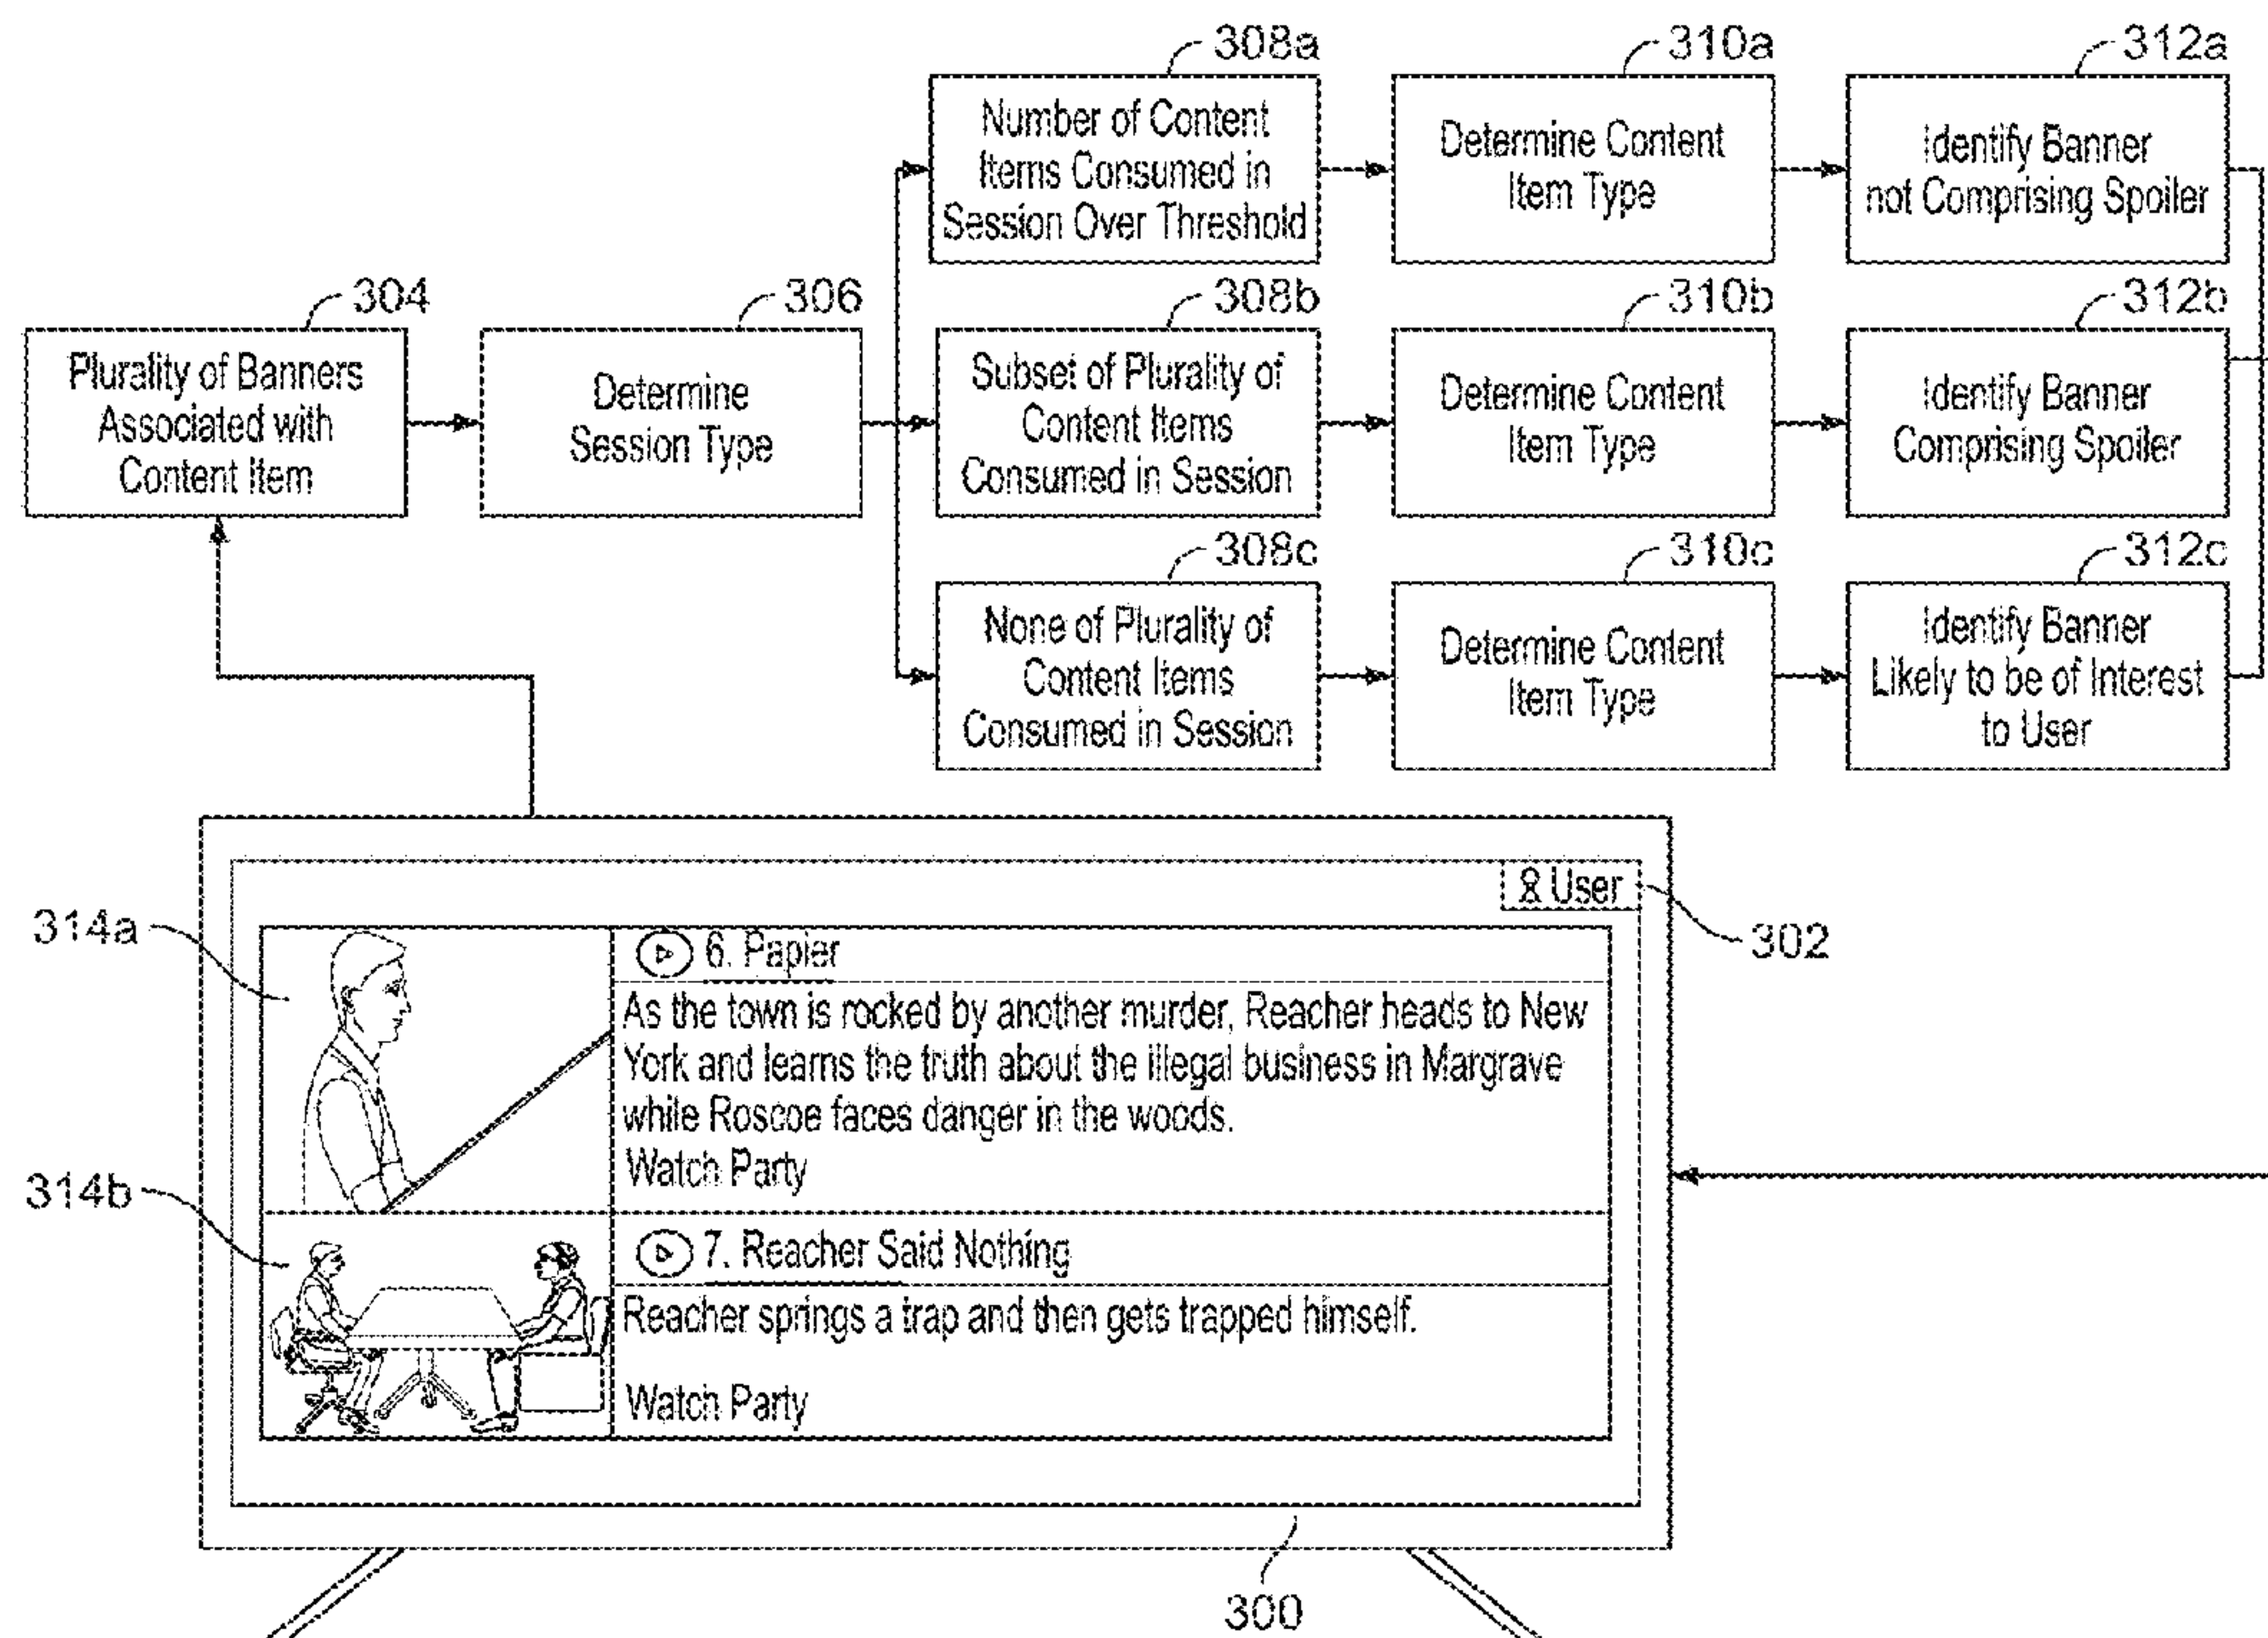 308a
310a
312a
Number of Content
Items Consumed in
Session Over Threshold
Determine Content
Item Type
Identify Banner
not Comprising Spoiler
304
306
308b
310b
312b
Plurality of Banners
Associated with
Content Item
Determine
Session Type
Subset of Plurality of
Content Items
Consumed in Session
Determine Content
Item Type
Identify Banner
Comprising Spoiler
308c
310c
312c
None of Plurality of
Content Items
Consumed in Session
Determine Content
Item Type
Identify Banner
Likely to be of Interest
to User
User
302
314a
6. Papier
As the town is rocked by another murder, Reacher heads to New
York and learns the truth about the illegal business in Margrave
while Roscoe faces danger in the woods.
Watch Party
314b
7. Reacher Said Nothing
Reacher springs a trap and then gets trapped himself.
Watch Party
300